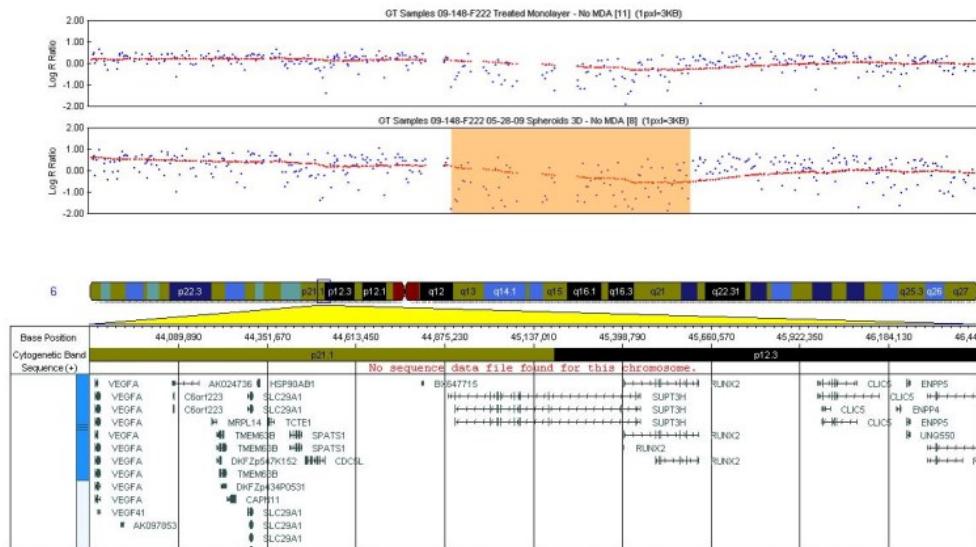 GT Samples 09-148-F222 Treated Monolayer - No MDA [11] (1pxl=3KB)
2.00
1.00
0.00
-1.00
-2.00
Log R Ratio
GT Samples 09-148-F222 05-28-09 Spheroids 3D - No MDA [8] (1pxl=3KB)
2.00
1.00
0.00
-1.00
-2.00
Log R Ratio
6 p22.3 p21.1 p12.3 p12.1 q12 q13 q14.1 q15 q16.1 q16.3 q21 q22.31 q25.3 q26 q27
Base Position 44,089,890 44,351,670 44,613,450 44,875,230 45,137,010 45,398,790 45,660,570 45,922,350 46,184,130 46,44
Cytogenetic Band p21.1 p12.3
Sequence (+) No sequence data file found for this chromosome.
VEGFA AK024736 HSP90AB1 BX647715 RUNX2 CLIC5 ENPP5
VEGFA C6orf223 SLC29A1 SUPT3H CLIC5 ENPP5
VEGFA C6orf223 SLC29A1 SUPT3H CLIC5 ENPP4
VEGFA MRPL14 TCTE1 SUPT3H CLIC5 ENPP5
VEGFA TMEM63B SPATS1 RUNX2 UNG550
VEGFA TMEM63B SPATS1 RUNX2
VEGFA DKFZp547K152 CDC5L RUNX2
VEGFA TMEM63B
VEGFA DKFZp434P0531
VEGFA CAPN11
VEGF41 SLC29A1
AK097853 SLC29A1
SLC29A1